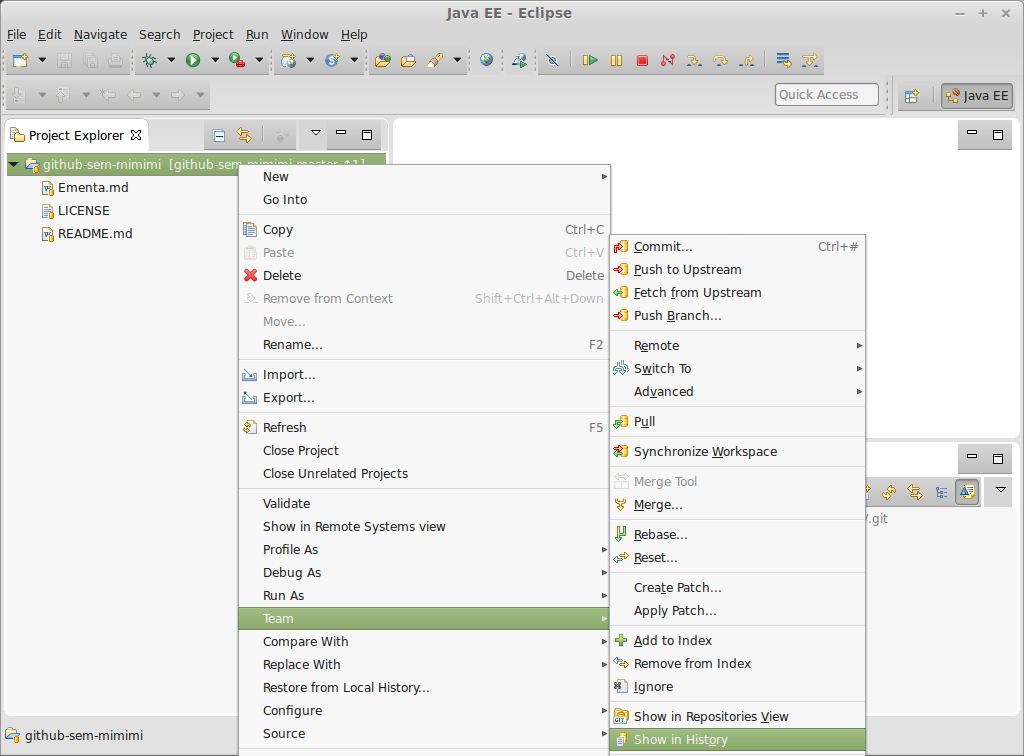 Java EE - Eclipse
File Edit Navigate Search Project Run Window Help
Quick Access
Java EE
Project Explorer
github-sem-mimimi [github-sem-mimimi master ↑1]
Ementa.md
LICENSE
README.md
New
Go Into
Copy Ctrl+C
Paste Ctrl+V
Delete Delete
Remove from Context Shift+Ctrl+Alt+Down
Move...
Rename... F2
Import...
Export...
Refresh F5
Close Project
Close Unrelated Projects
Validate
Show in Remote Systems view
Profile As
Debug As
Run As
Team
Compare With
Replace With
Restore from Local History...
Configure
Source
Commit... Ctrl+#
Push to Upstream
Fetch from Upstream
Push Branch...
Remote
Switch To
Advanced
Pull
Synchronize Workspace
Merge Tool
Merge...
Rebase...
Reset...
Create Patch...
Apply Patch...
Add to Index
Remove from Index
Ignore
Show in Repositories View
Show in History
/.git
github-sem-mimimi